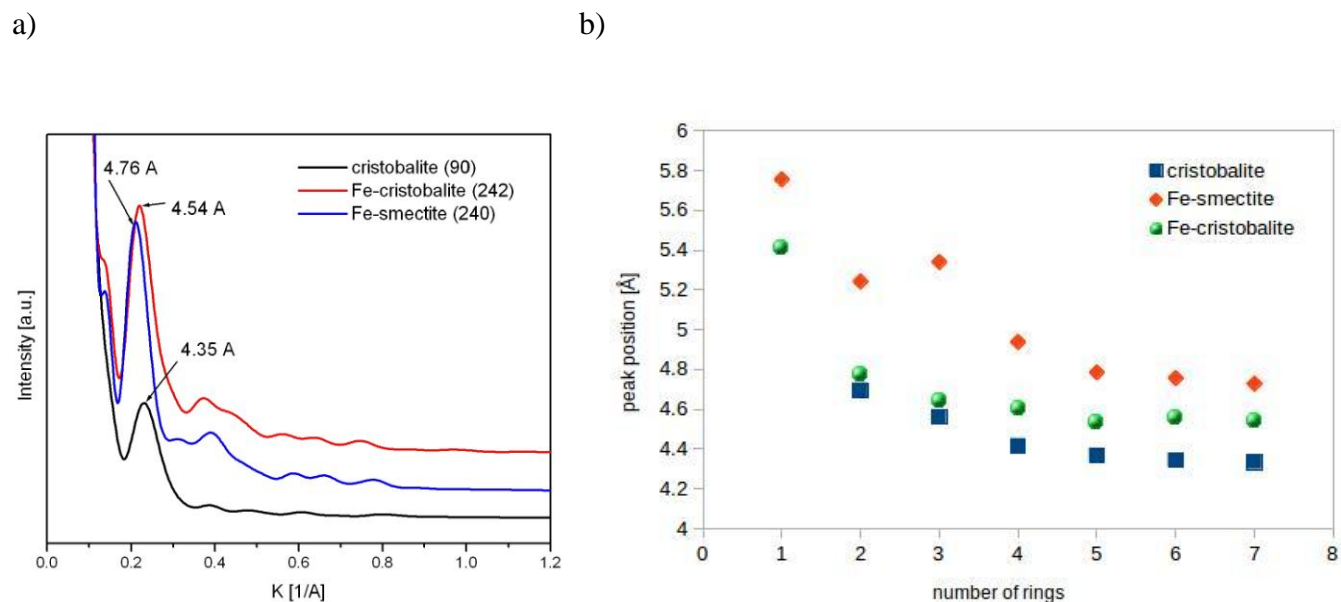 a)
b)
4.76 A
4.54 A
4.35 A
cristobalite (90)
Fe-cristobalite (242)
Fe-smectite (240)
Intensity [a.u.]
0.0 0.2 0.4 0.6 0.8 1.0 1.2
K [1/A]
6
5.8
5.6
5.4
5.2
5
4.8
4.6
4.4
4.2
4
peak position [Å]
cristobalite
Fe-smectite
Fe-cristobalite
0 1 2 3 4 5 6 7 8
number of rings